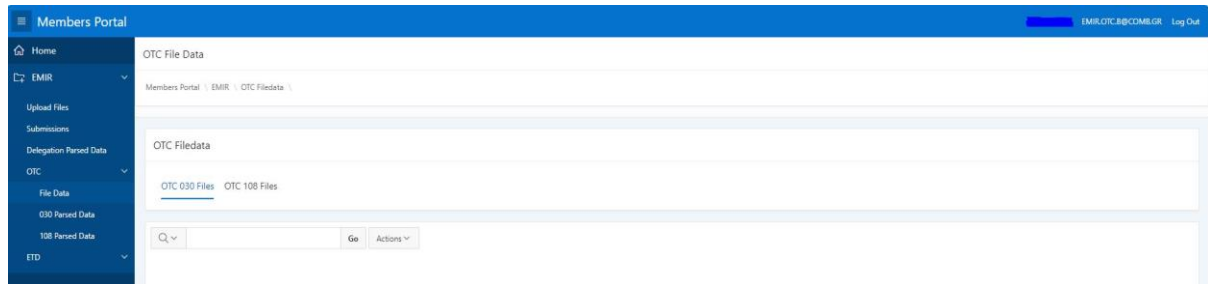 Members Portal
EMIR.OTC.B@COMB.GR Log Out
Home
OTC File Data
EMIR
Members Portal \ EMIR \ OTC Filedata \
Upload Files
Submissions
Delegation Parsed Data
OTC
File Data
030 Parsed Data
108 Parsed Data
ETD
OTC Filedata
OTC 030 Files OTC 108 Files
Go Actions